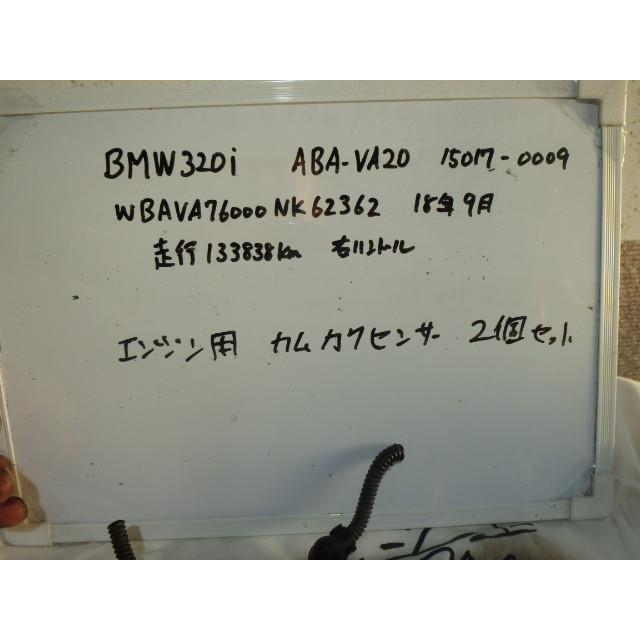 BMW320i ABA-VA20 15017-0009
WBAVA76000NK62362 18年9月
走行133838km 右ハンドル
エンジン用 カムカクセンサー 2個セット